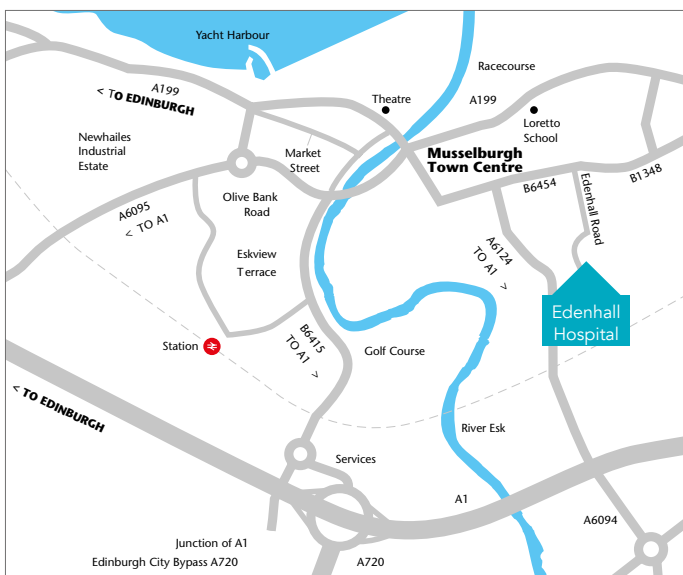 Yacht Harbour
Racecourse
A199
< TO EDINBURGH
Theatre
A199
Loretto
School
Newhailes
Industrial
Estate
Market
Street
Musselburgh
Town Centre
B6454
B1348
Edenhall Road
A6095
< TO A1
Olive Bank
Road
Eskview
Terrace
A6124
TO A1 >
Edenhall
Hospital
Station
B6415
TO A1 >
Golf Course
< TO EDINBURGH
River Esk
Services
A1
A6094
Junction of A1
Edinburgh City Bypass A720
A720